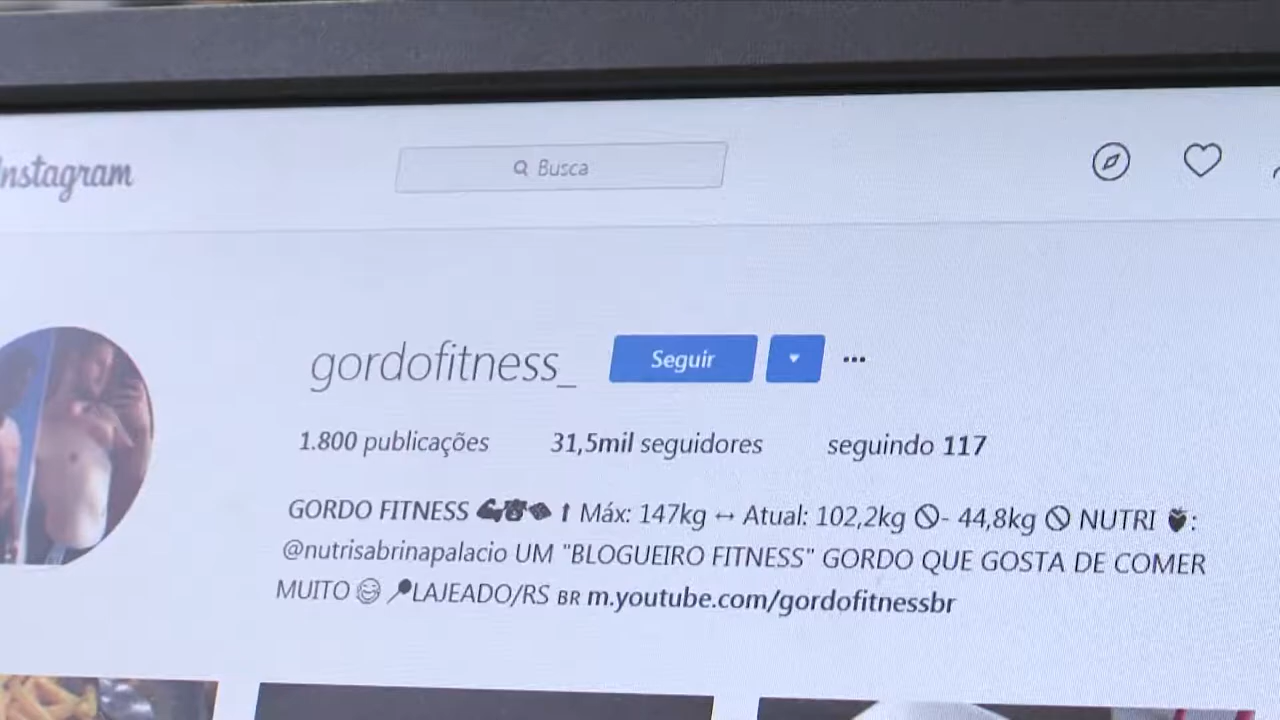 Instagram
Busca
gordofitness_ Seguir ...
1.800 publicações 31,5mil seguidores seguindo 117
GORDO FITNESS 💪🐻👊 ⬆ Máx: 147kg ↔ Atual: 102,2kg 🚫- 44,8kg 🚫 NUTRI 🍎:
@nutrisabrinapalacio UM "BLOGUEIRO FITNESS" GORDO QUE GOSTA DE COMER
MUITO 😅 📍LAJEADO/RS BR m.youtube.com/gordofitnessbr